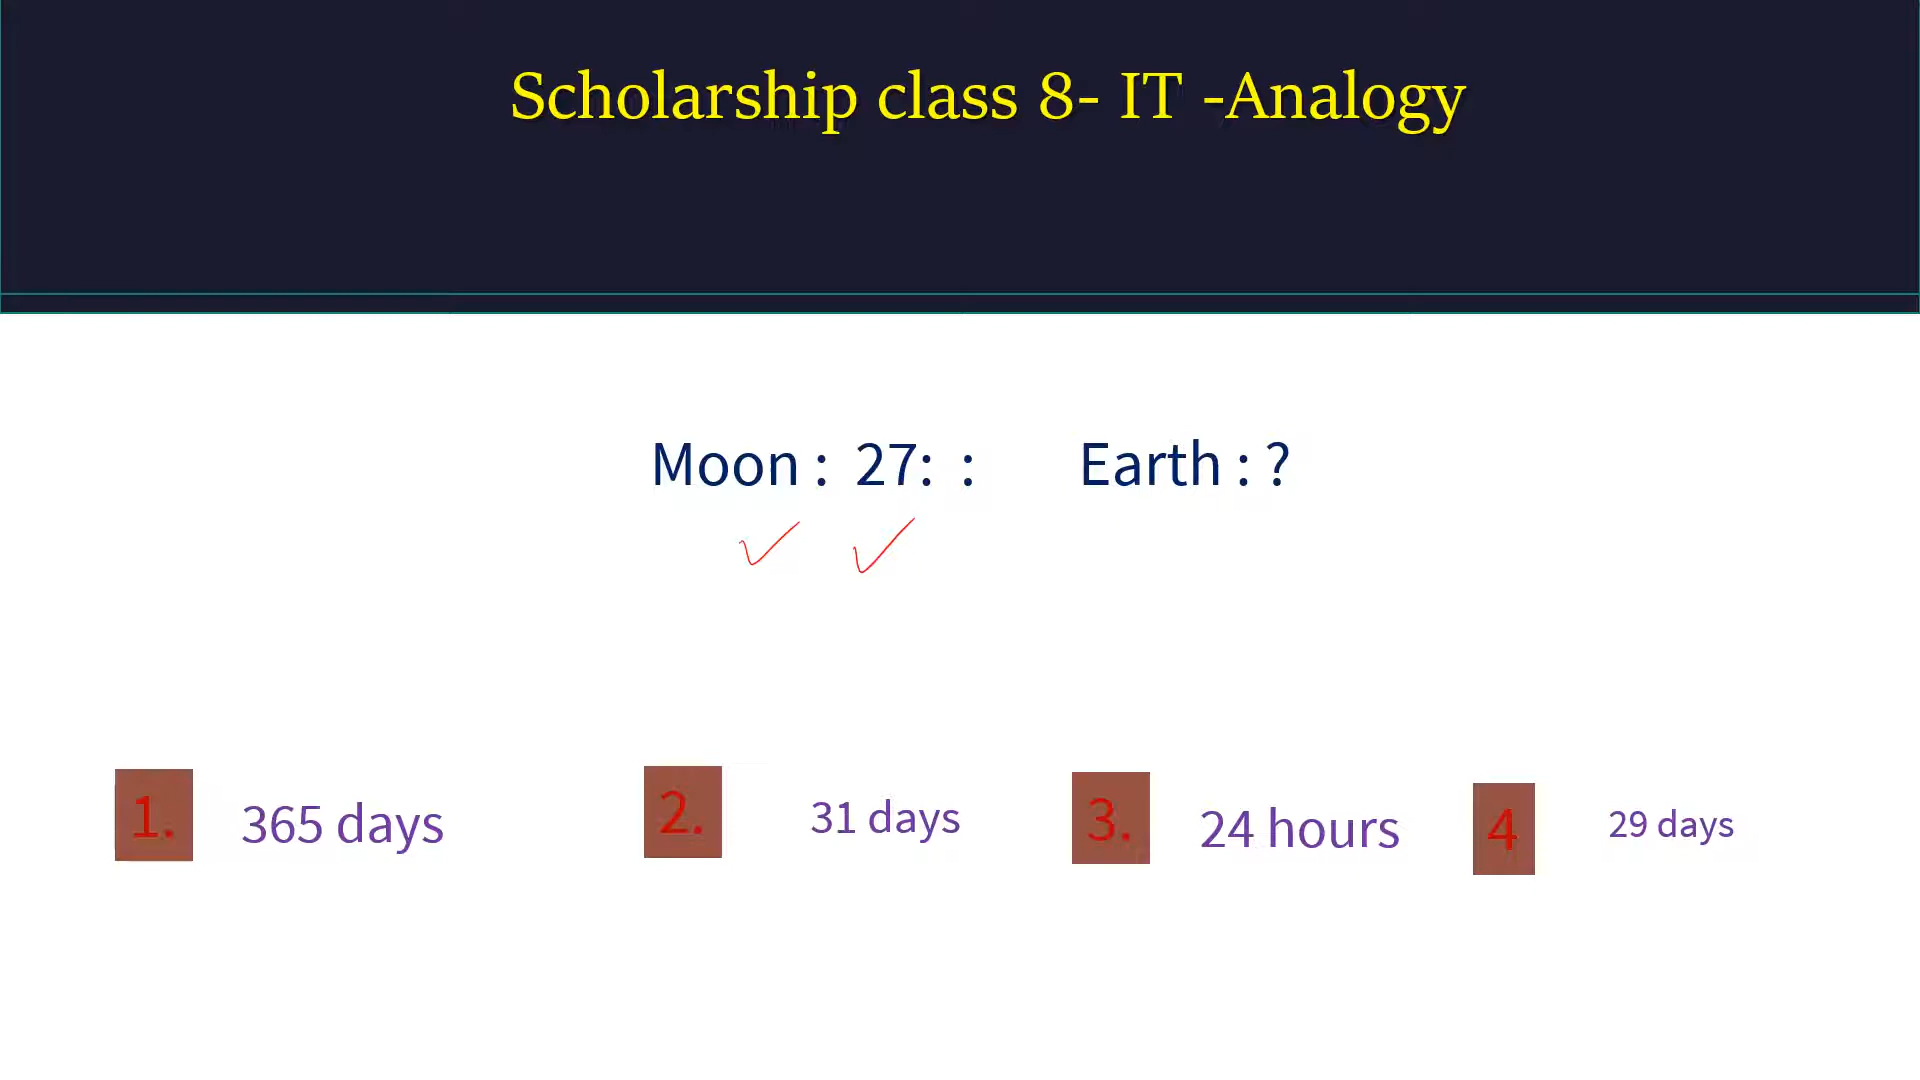 Scholarship class 8- IT -Analogy
Moon : 27: : Earth : ?
1. 365 days 2. 31 days 3. 24 hours 4 29 days